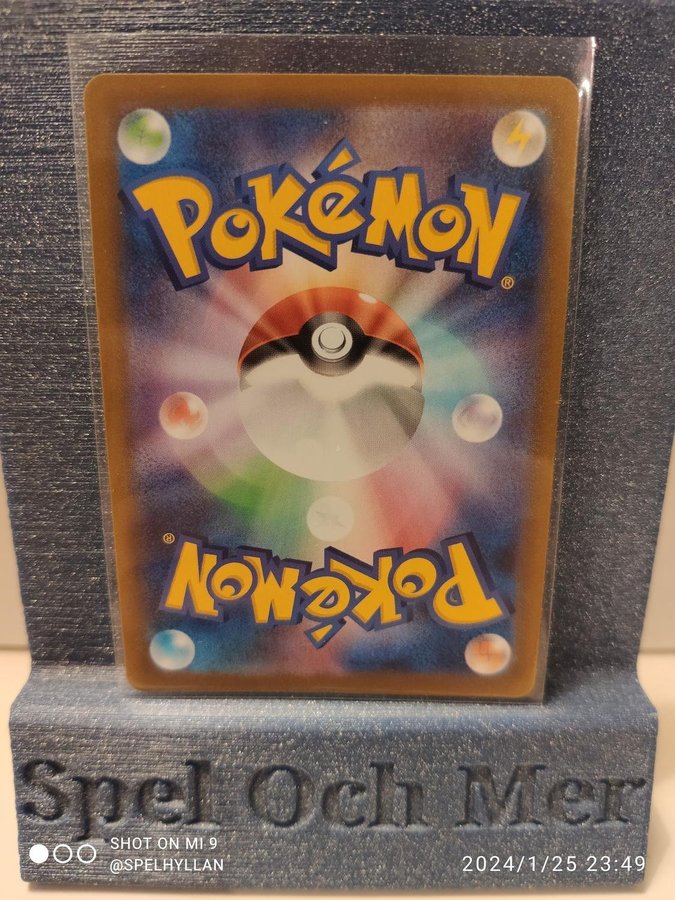 POKéMON
®
®
POKéMON
Spel Och Mer
SHOT ON MI 9
@SPELHYLLAN
2024/1/25 23:49